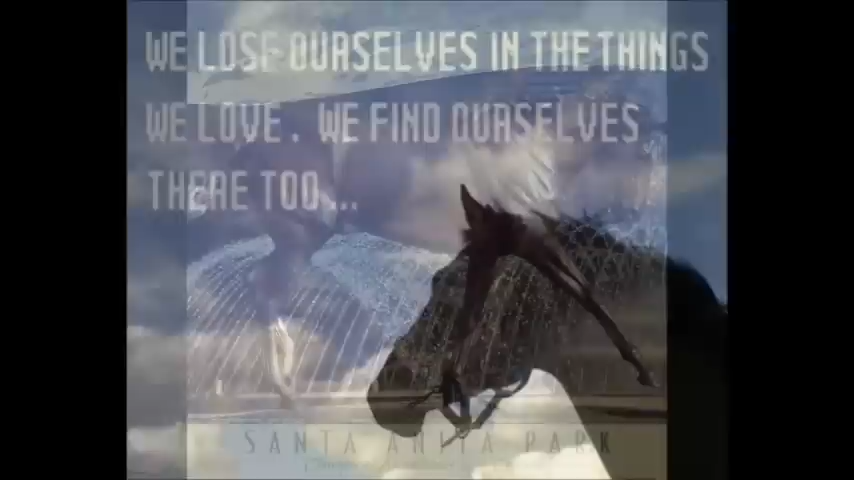 WE LOSE OURSELVES IN THE THINGS
WE LOVE. WE FIND OURSELVES
THERE TOO...
SANTA ANITA PARK